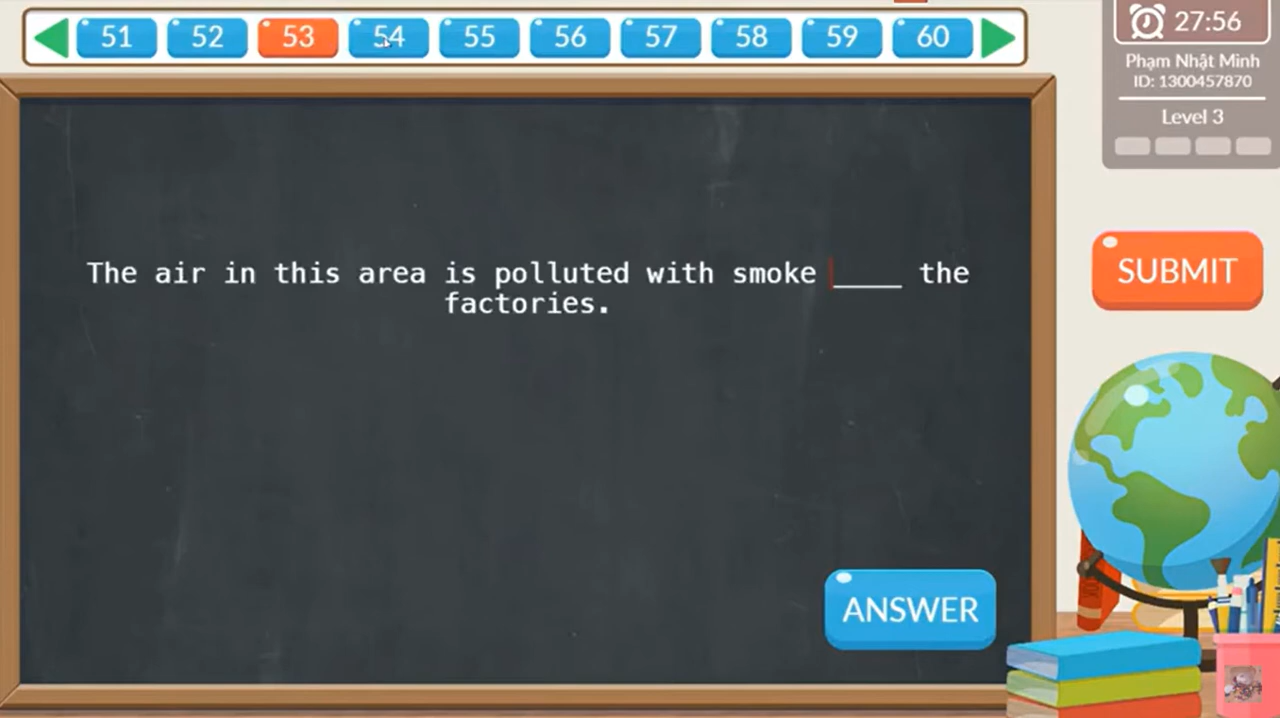 51 52 53 54 55 56 57 58 59 60
27:56
Phạm Nhật Minh
ID: 1300457870
Level 3
The air in this area is polluted with smoke ____ the
factories.
SUBMIT
ANSWER